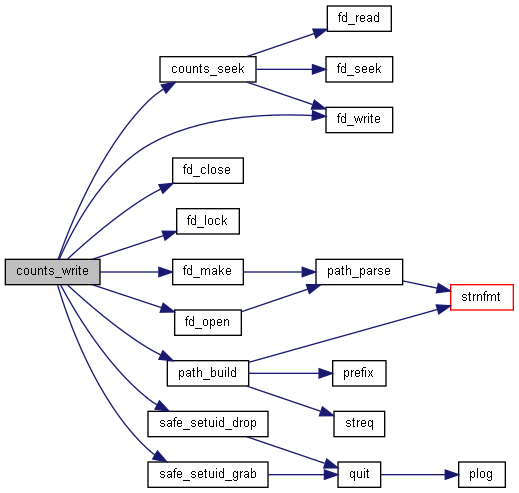 fd_read
counts_seek
fd_seek
fd_write
fd_close
fd_lock
counts_write
fd_make
path_parse
strnfmt
fd_open
path_build
prefix
safe_setuid_drop
streq
safe_setuid_grab
quit
plog